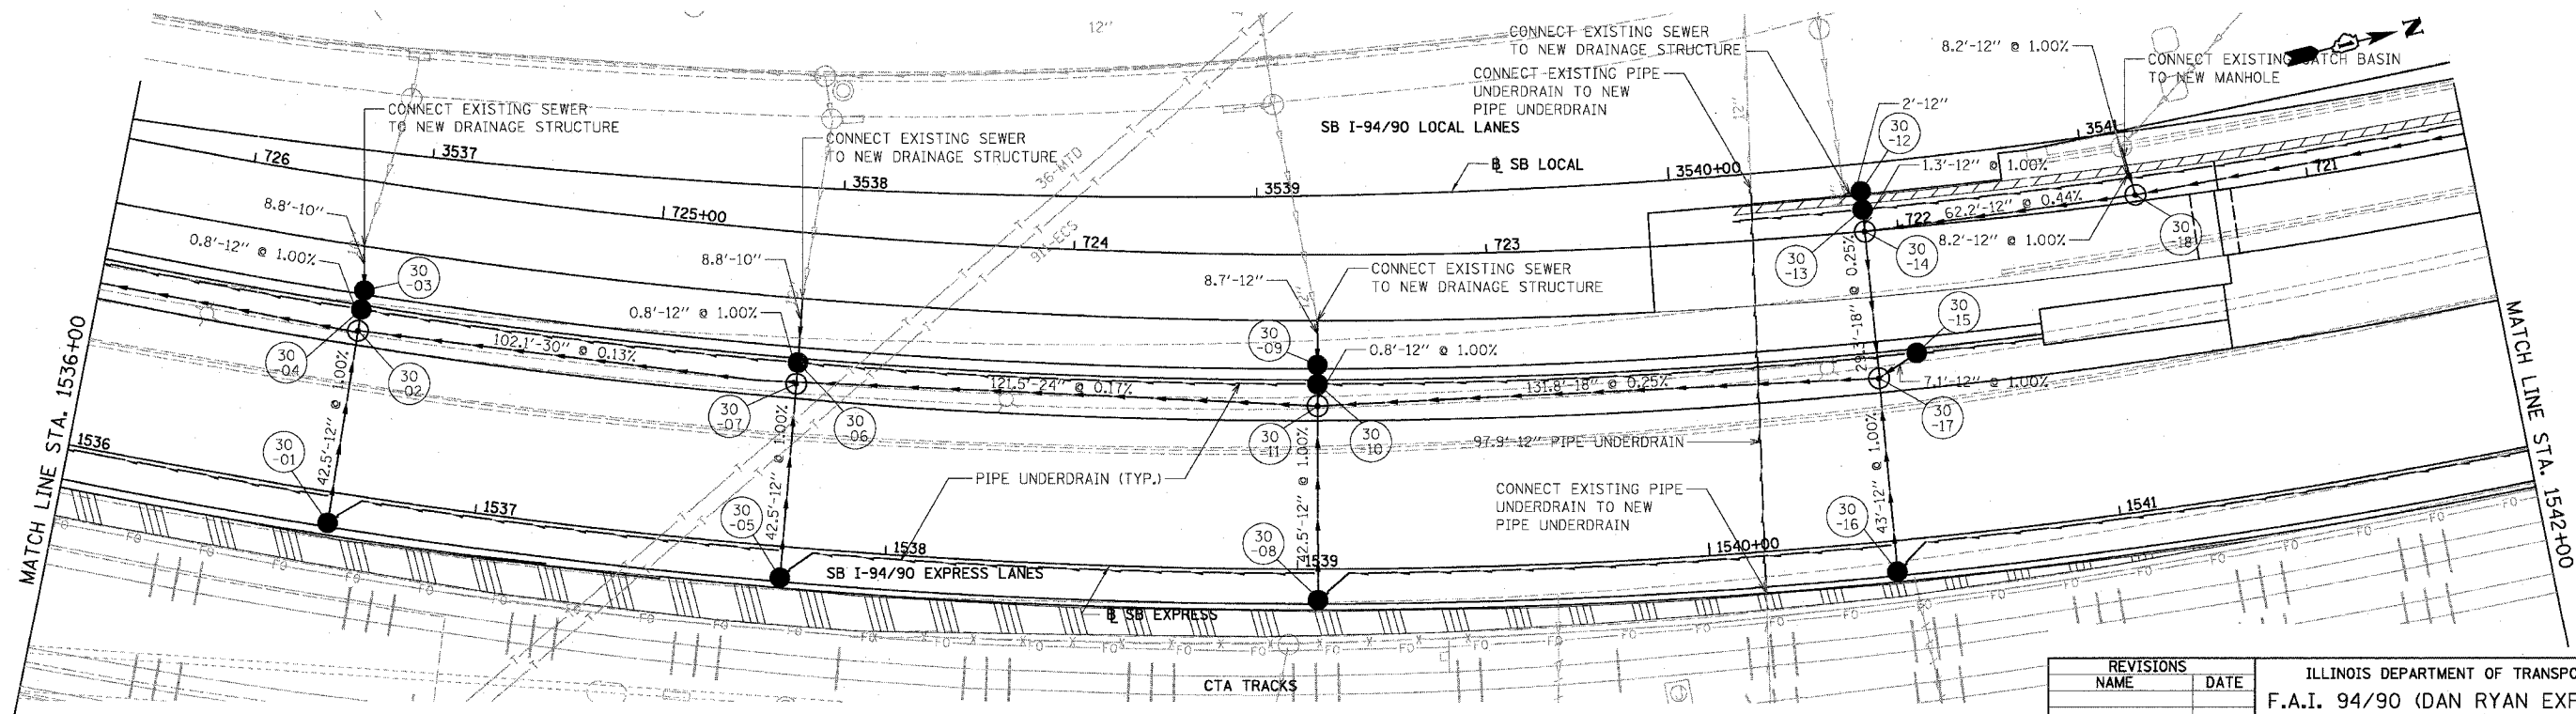 12"
CONNECT EXISTING SEWER
TO NEW DRAINAGE STRUCTURE
CONNECT EXISTING PIPE
UNDERDRAIN TO NEW
PIPE UNDERDRAIN
8.2'-12" @ 1.00%
CONNECT EXISTING CATCH BASIN
TO NEW MANHOLE
N
CONNECT EXISTING SEWER
TO NEW DRAINAGE STRUCTURE
CONNECT EXISTING SEWER
TO NEW DRAINAGE STRUCTURE
SB I-94/90 LOCAL LANES
12"
2'-12"
30
-12
3541
726
3537
3538
36-MTD
3539
℄ SB LOCAL
3540+00
1.3'-12" @ 1.00%
721
8.8'-10"
725+00
724
91-ECS
723
722
62.2'-12" @ 0.44%
0.8'-12" @ 1.00%
8.8'-10"
8.7'-12"
CONNECT EXISTING SEWER
TO NEW DRAINAGE STRUCTURE
30
-13
30
-14
8.2'-12" @ 1.00%
30
-18
30
-03
0.8'-12" @ 1.00%
30
-09
0.8'-12" @ 1.00%
30
-15
30
-04
30
-02
102.1'-30" @ 0.13%
30
-07
30
-06
121.5'-24" @ 0.17%
30
-11
30
-10
131.8'-18" @ 0.25%
7.1'-12" @ 1.00%
30
-17
MATCH LINE STA. 1536+00
MATCH LINE STA. 1542+00
1536
30
-01
42.5'-12" @ 1.00%
1537
PIPE UNDERDRAIN (TYP.)
97.9'-12" PIPE UNDERDRAIN
43'-12" @ 1.00%
30
-05
42.5'-12" @ 1.00%
1538
SB I-94/90 EXPRESS LANES
30
-08
42.5'-12" @ 1.00%
1539
CONNECT EXISTING PIPE
UNDERDRAIN TO NEW
PIPE UNDERDRAIN
30
-16
1540+00
1541
SB EXPRESS
CTA TRACKS
REVISIONS
NAME
DATE
ILLINOIS DEPARTMENT OF TRANSPO
F.A.I. 94/90 (DAN RYAN EXP